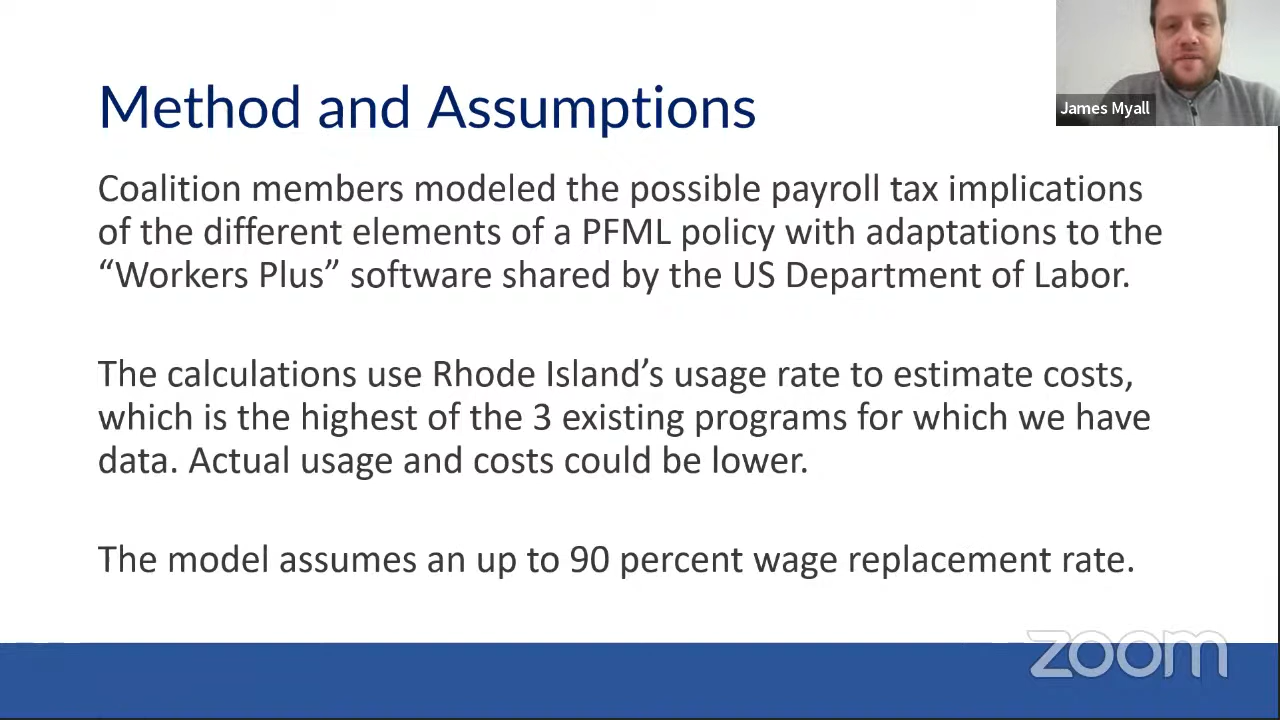 James Myall
Method and Assumptions
Coalition members modeled the possible payroll tax implications
of the different elements of a PFML policy with adaptations to the
“Workers Plus” software shared by the US Department of Labor.
The calculations use Rhode Island’s usage rate to estimate costs,
which is the highest of the 3 existing programs for which we have
data. Actual usage and costs could be lower.
The model assumes an up to 90 percent wage replacement rate.
zoom